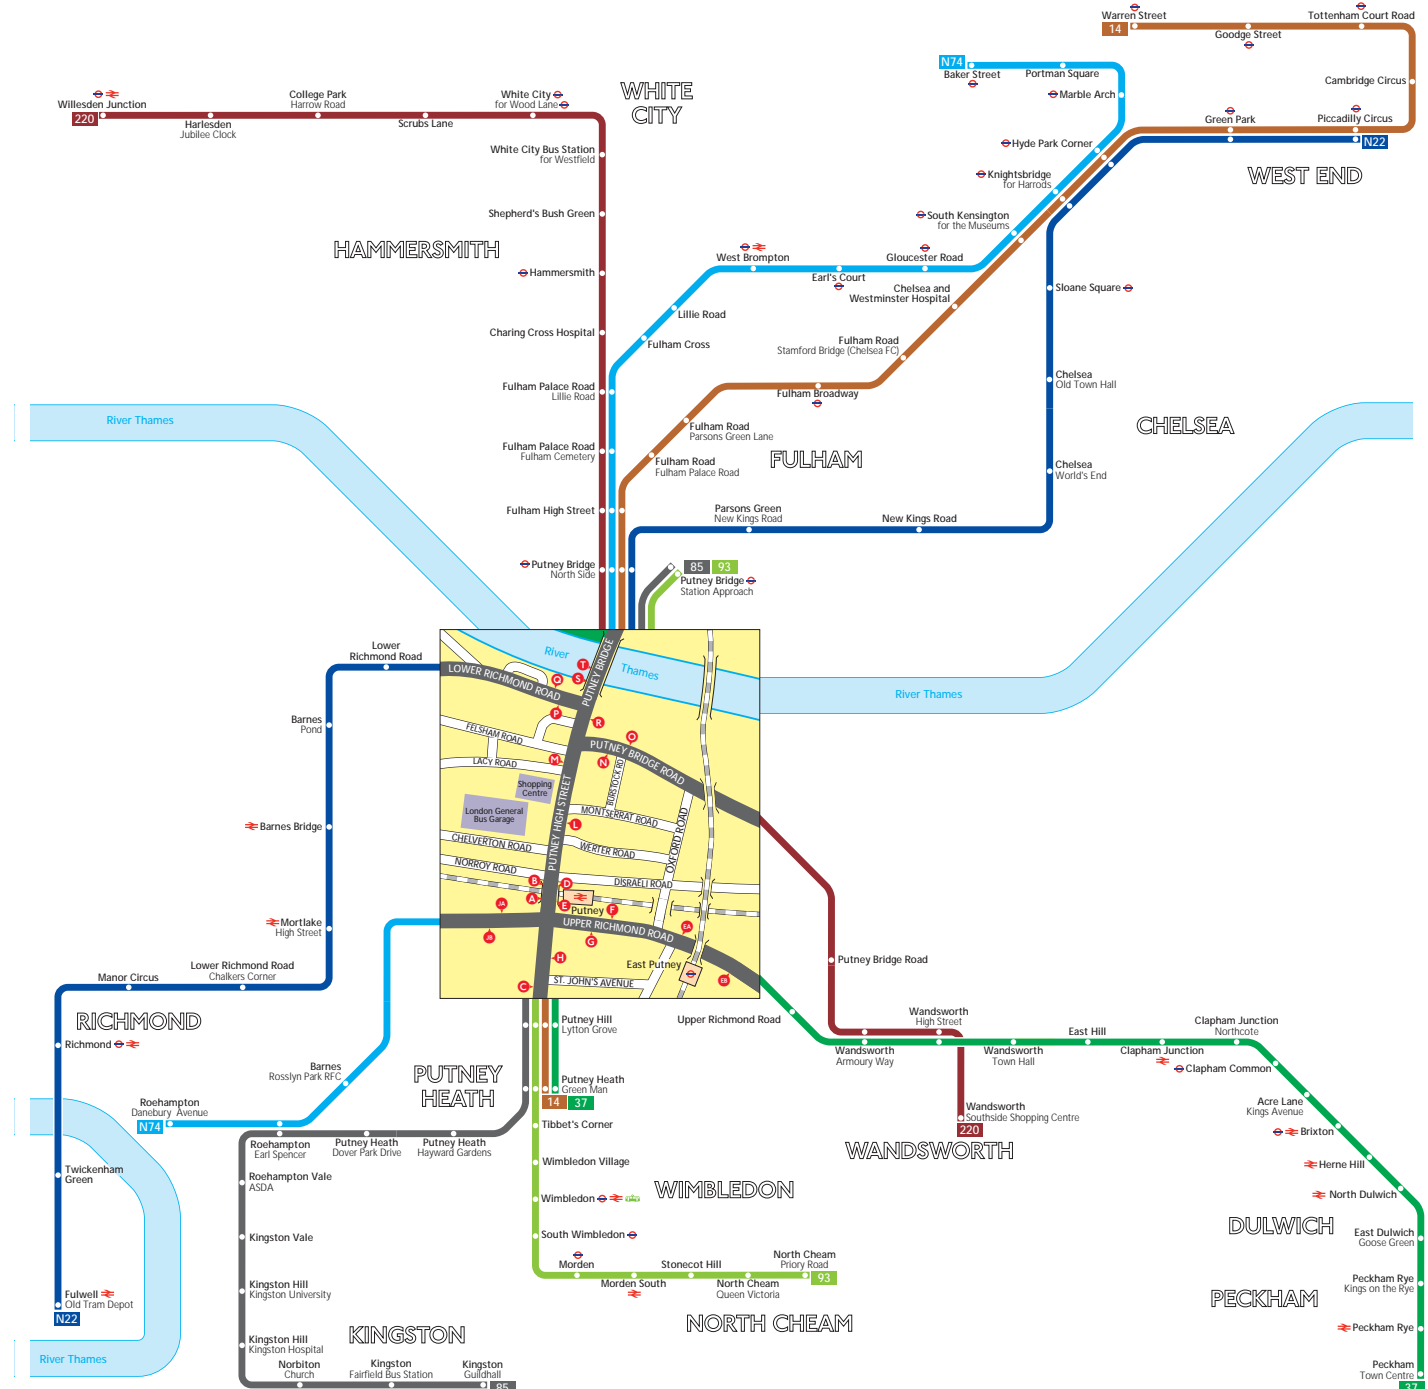 Warren Street
14
Goodge Street
Tottenham Court Road
Cambridge Circus
N74
Baker Street
Portman Square
Marble Arch
Green Park
Piccadilly Circus
N22
Hyde Park Corner
WEST END
Knightsbridge
for Harrods
South Kensington
for the Museums
Willesden Junction
220
Harlesden
Jubilee Clock
College Park
Harrow Road
Scrubs Lane
White City
for Wood Lane
WHITE
CITY
White City Bus Station
for Westfield
Shepherd's Bush Green
HAMMERSMITH
Hammersmith
Charing Cross Hospital
Fulham Palace Road
Lillie Road
Fulham Palace Road
Fulham Cemetery
Fulham High Street
Putney Bridge
North Side
West Brompton
Earl's Court
Gloucester Road
Lillie Road
Fulham Cross
Chelsea and
Westminster Hospital
Fulham Road
Stamford Bridge (Chelsea FC)
Fulham Broadway
Fulham Road
Parsons Green Lane
Fulham Road
Fulham Palace Road
FULHAM
Sloane Square
Chelsea
Old Town Hall
CHELSEA
Chelsea
World's End
Parsons Green
New Kings Road
New Kings Road
85
93
Putney Bridge
Station Approach
River Thames
River Thames
Lower
Richmond Road
Barnes
Pond
Barnes Bridge
Mortlake
High Street
Lower Richmond Road
Chalkers Corner
Manor Circus
RICHMOND
Richmond
Twickenham
Green
Fulwell
Old Tram Depot
N22
River Thames
River
Thames
PUTNEY BRIDGE
LOWER RICHMOND ROAD
T
S
Q
P
R
O
N
M
FELSHAM ROAD
LACY ROAD
PUTNEY BRIDGE ROAD
BURSTOCK RD
Shopping
Centre
London General
Bus Garage
PUTNEY HIGH STREET
L
MONTSERRAT ROAD
OXFORD ROAD
CHELVERTON ROAD
WERTER ROAD
NORROY ROAD
DISRAELI ROAD
B
D
A
E
Putney
F
JA
JB
G
UPPER RICHMOND ROAD
EA
H
East Putney
EB
C
ST. JOHN'S AVENUE
Barnes
Rosslyn Park RFC
Roehampton
Danebury Avenue
N74
Roehampton
Earl Spencer
Putney Heath
Dover Park Drive
Putney Heath
Hayward Gardens
PUTNEY
HEATH
Putney Hill
Lytton Grove
Putney Heath
Green Man
14
37
Tibbet's Corner
Wimbledon Village
Wimbledon
WIMBLEDON
South Wimbledon
Morden
Morden South
Stonecot Hill
North Cheam
Queen Victoria
North Cheam
Priory Road
93
NORTH CHEAM
Roehampton Vale
ASDA
Kingston Vale
Kingston Hill
Kingston University
Kingston Hill
Kingston Hospital
KINGSTON
Norbiton
Church
Kingston
Fairfield Bus Station
Kingston
Guildhall
85
Putney Bridge Road
Wandsworth
High Street
Upper Richmond Road
Wandsworth
Armoury Way
Wandsworth
Town Hall
East Hill
Clapham Junction
Clapham Junction
Northcote
Clapham Common
Wandsworth
Southside Shopping Centre
220
WANDSWORTH
Acre Lane
Kings Avenue
Brixton
Herne Hill
North Dulwich
DULWICH
East Dulwich
Goose Green
Peckham Rye
Kings on the Rye
PECKHAM
Peckham Rye
Peckham
Town Centre
37